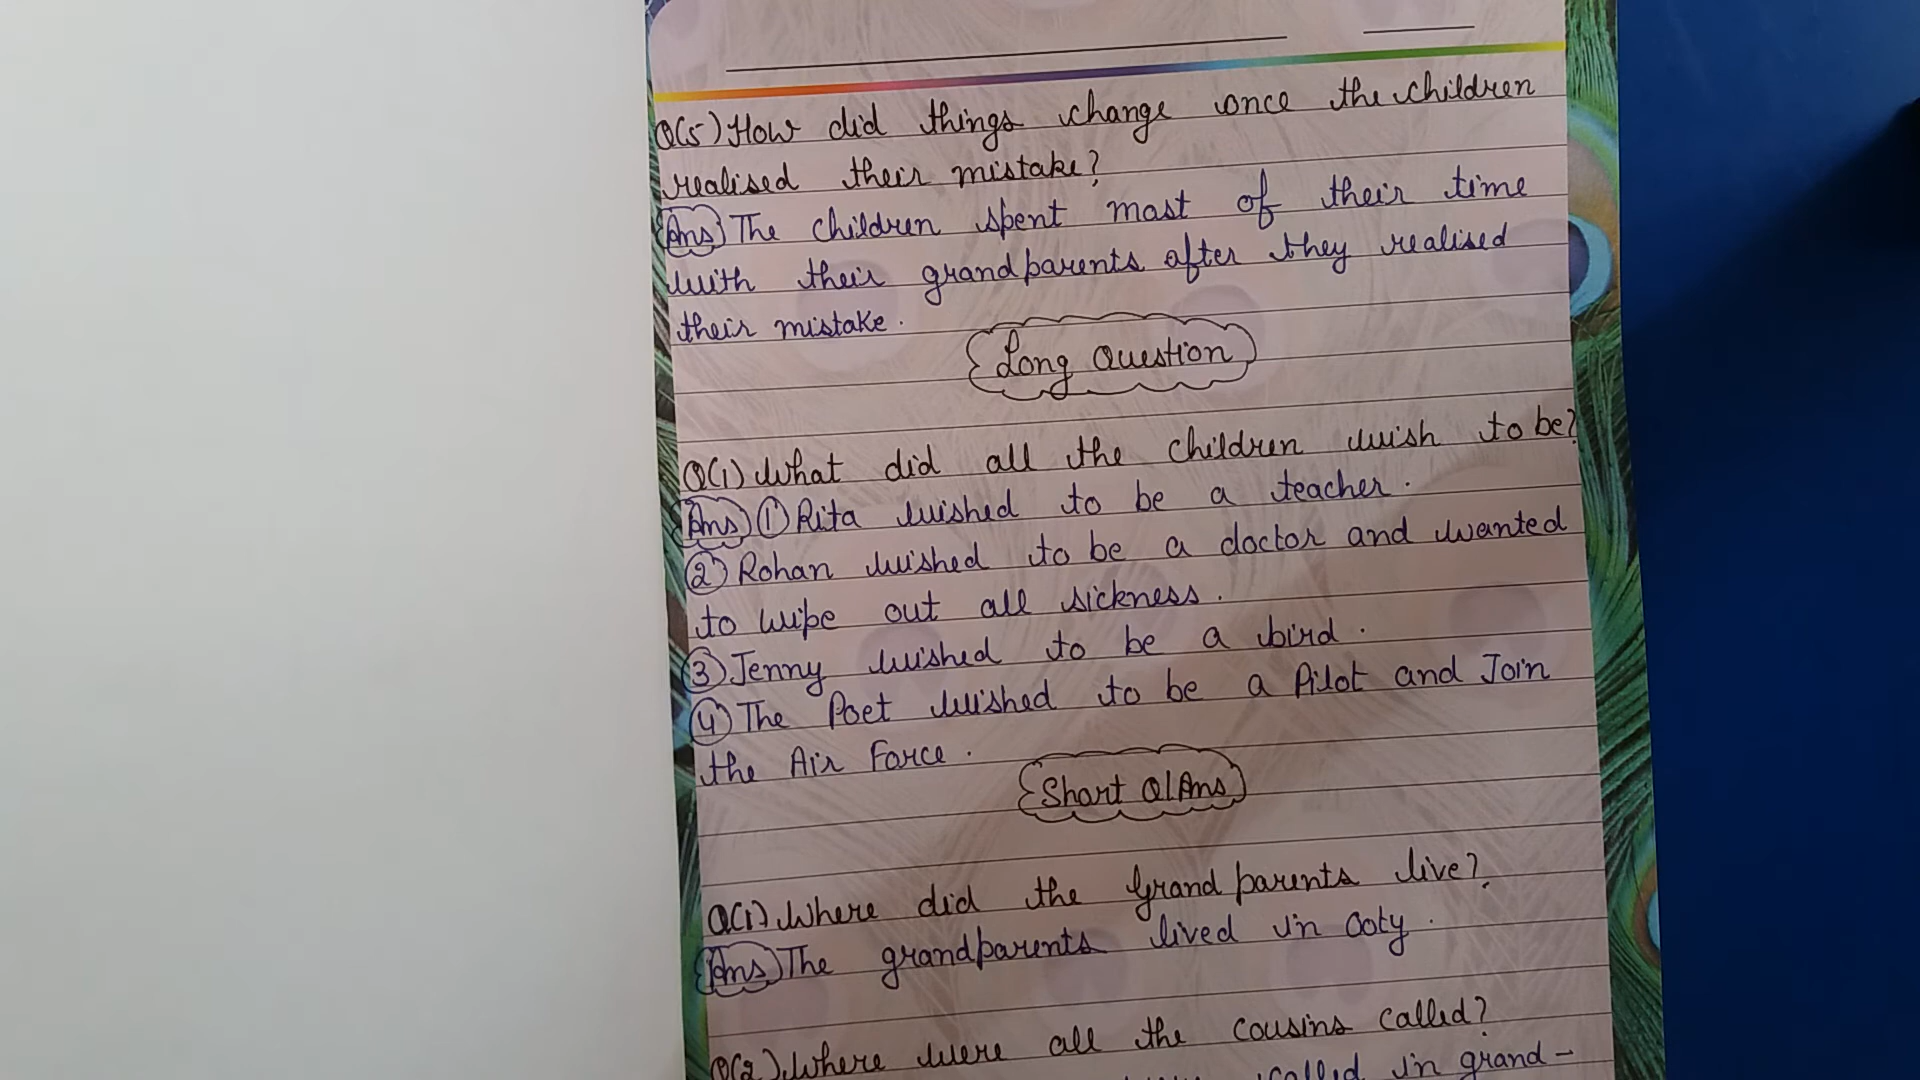 Q(5) How did things change once the children
realised their mistake?
Ans) The children spent most of their time
with their grandparents after they realised
their mistake.
Long Question
Q(1) What did all the children wish to be?
Ans) ① Rita wished to be a teacher.
② Rohan wished to be a doctor and wanted
to wipe out all sickness.
③ Jenny wished to be a bird.
④ The Poet wished to be a Pilot and Join
the Air Force.
Short Q/Ans
Q(1). Where did the Grandparents live?
Ans) The grandparents lived in Ooty.
Q(2). Where were all the cousins called?
called in grand-